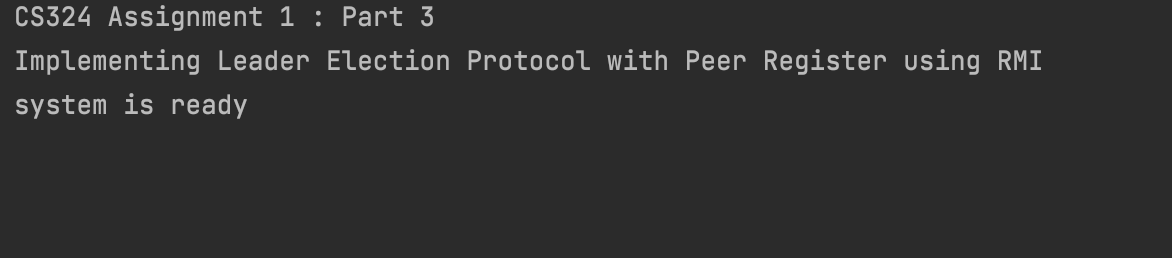 CS324 Assignment 1 : Part 3
Implementing Leader Election Protocol with Peer Register using RMI
system is ready